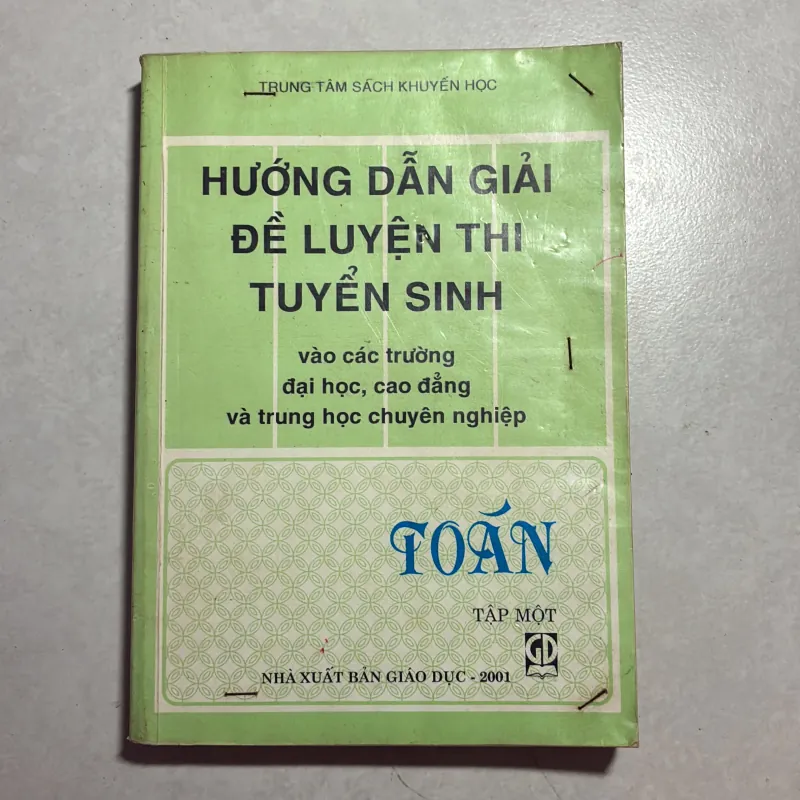 TRUNG TÂM SÁCH KHUYẾN HỌC
HƯỚNG DẪN GIẢI
ĐỀ LUYỆN THI
TUYỂN SINH
vào các trường
đại học, cao đẳng
và trung học chuyên nghiệp
TOÁN
TẬP MỘT
GD
NHÀ XUẤT BẢN GIÁO DỤC - 2001